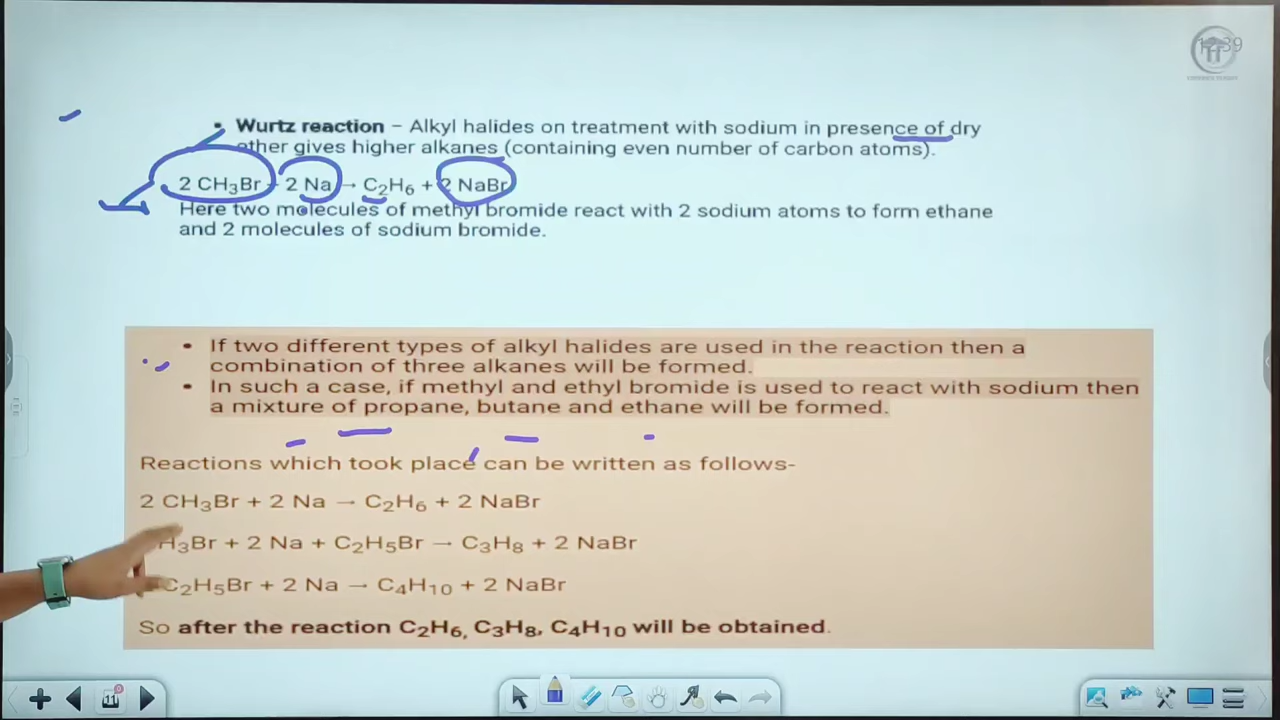 • Wurtz reaction – Alkyl halides on treatment with sodium in presence of dry
ether gives higher alkanes (containing even number of carbon atoms).
2 CH₃Br + 2 Na → C₂H₆ + 2 NaBr
Here two molecules of methyl bromide react with 2 sodium atoms to form ethane
and 2 molecules of sodium bromide.
• If two different types of alkyl halides are used in the reaction then a
combination of three alkanes will be formed.
• In such a case, if methyl and ethyl bromide is used to react with sodium then
a mixture of propane, butane and ethane will be formed.
Reactions which took place can be written as follows-
2 CH₃Br + 2 Na → C₂H₆ + 2 NaBr
H₃Br + 2 Na + C₂H₅Br → C₃H₈ + 2 NaBr
C₂H₅Br + 2 Na → C₄H₁₀ + 2 NaBr
So after the reaction C₂H₆, C₃H₈, C₄H₁₀ will be obtained.
11